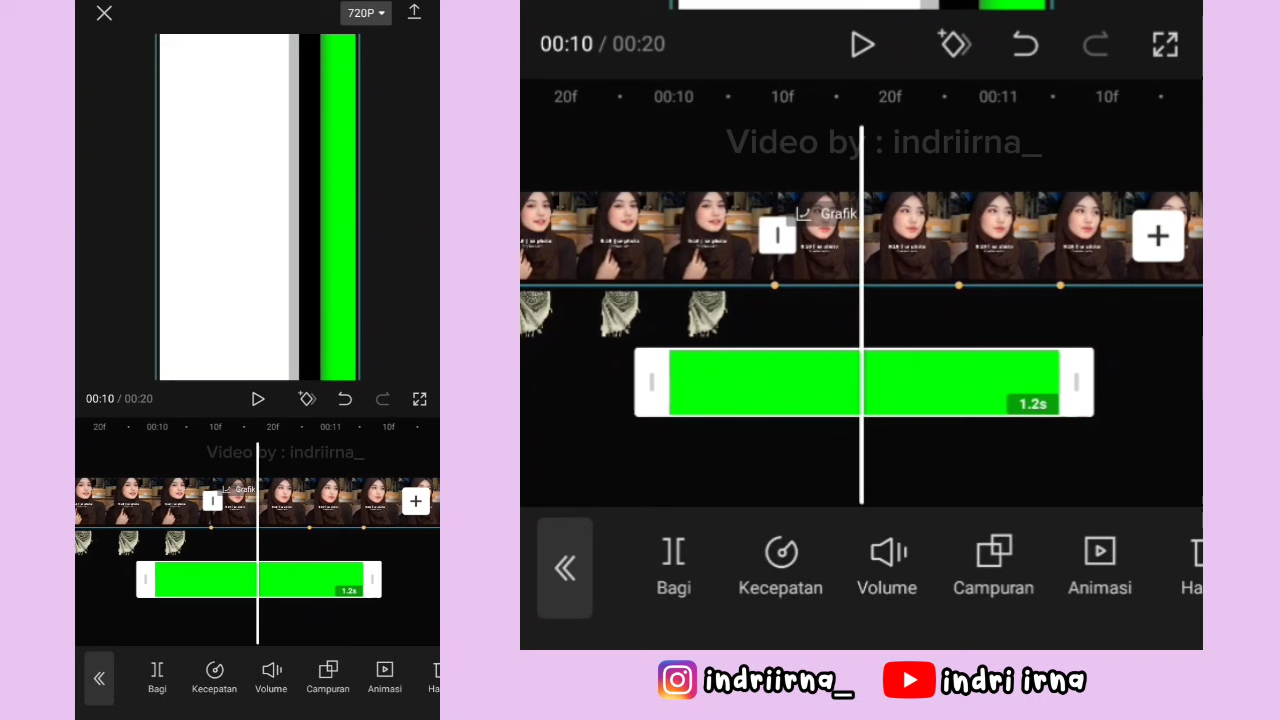 720P
00:10 / 00:20
20f
00:10
10f
20f
00:11
10f
Video by : indriirna_
Grafik
1.2s
Bagi
Kecepatan
Volume
Campuran
Animasi
Ha
00:10 / 00:20
20f
00:10
10f
20f
00:11
10f
Video by : indriirna_
Grafik
1.2s
Bagi
Kecepatan
Volume
Campuran
Animasi
Ha
indriirna_
indri irna